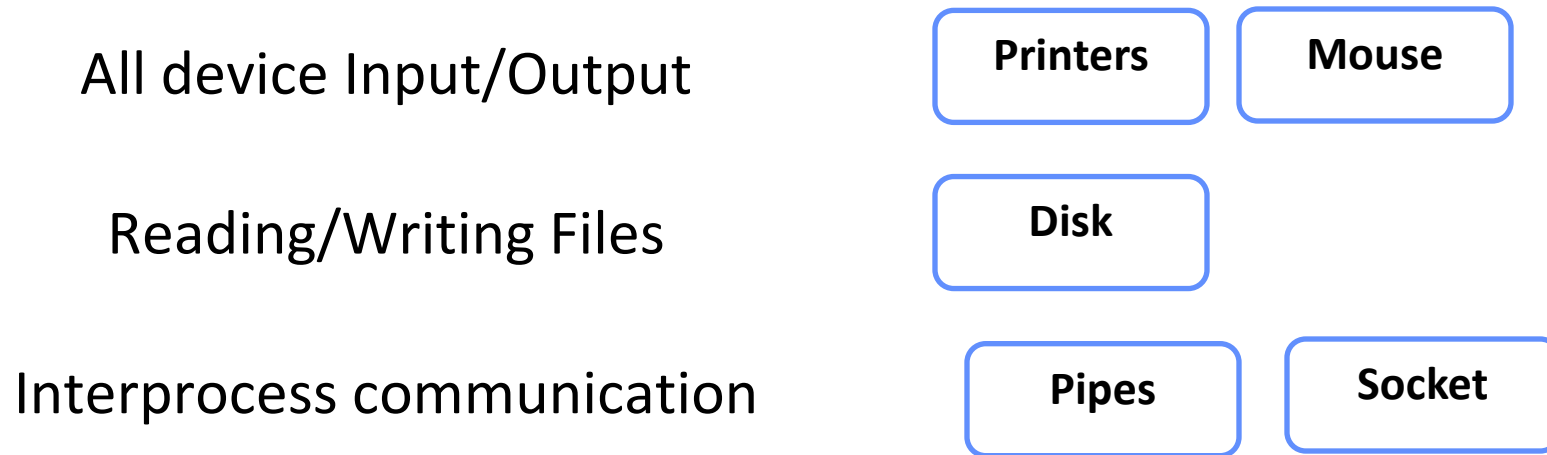 All device Input/Output Printers Mouse
Reading/Writing Files Disk
Interprocess communication Pipes Socket